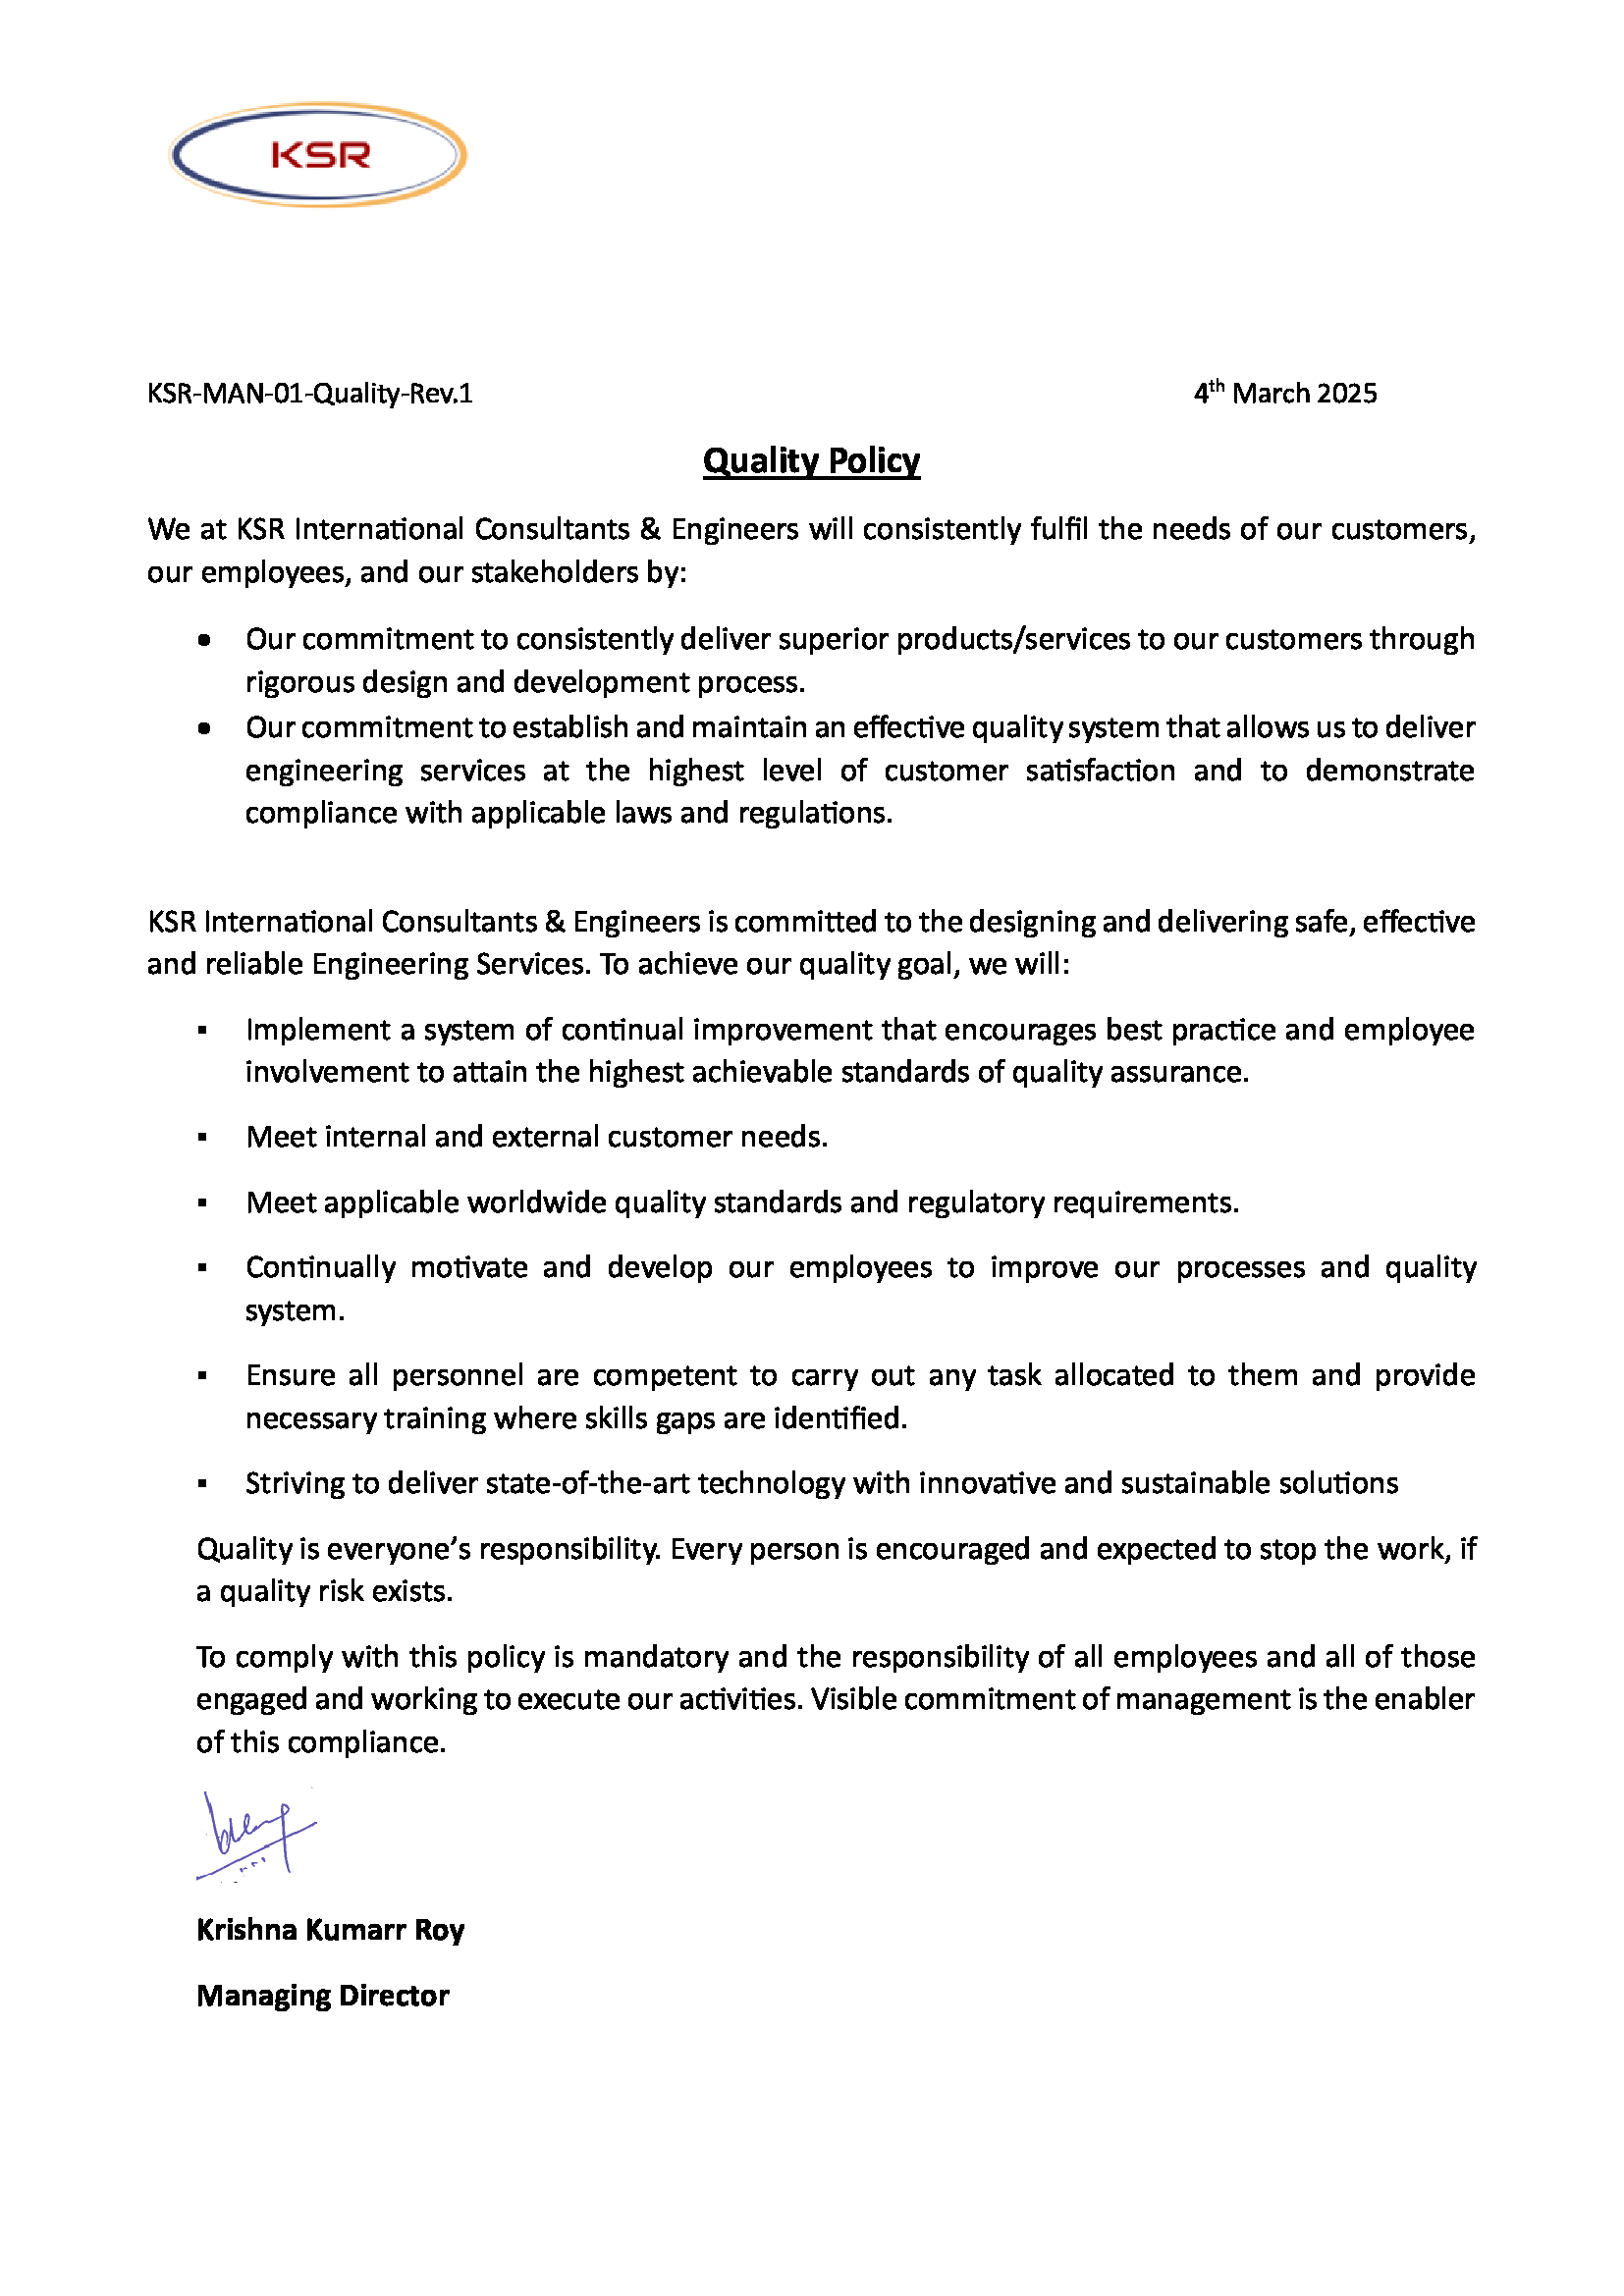 KSR
KSR-MAN-01-Quality-Rev.1 4th March 2025
Quality Policy
We at KSR International Consultants & Engineers will consistently fulfil the needs of our customers,
our employees, and our stakeholders by:
• Our commitment to consistently deliver superior products/services to our customers through
rigorous design and development process.
• Our commitment to establish and maintain an effective quality system that allows us to deliver
engineering services at the highest level of customer satisfaction and to demonstrate
compliance with applicable laws and regulations.
KSR International Consultants & Engineers is committed to the designing and delivering safe, effective
and reliable Engineering Services. To achieve our quality goal, we will:
▪ Implement a system of continual improvement that encourages best practice and employee
involvement to attain the highest achievable standards of quality assurance.
▪ Meet internal and external customer needs.
▪ Meet applicable worldwide quality standards and regulatory requirements.
▪ Continually motivate and develop our employees to improve our processes and quality
system.
▪ Ensure all personnel are competent to carry out any task allocated to them and provide
necessary training where skills gaps are identified.
▪ Striving to deliver state-of-the-art technology with innovative and sustainable solutions
Quality is everyone’s responsibility. Every person is encouraged and expected to stop the work, if
a quality risk exists.
To comply with this policy is mandatory and the responsibility of all employees and all of those
engaged and working to execute our activities. Visible commitment of management is the enabler
of this compliance.
Krishna Kumarr Roy
Managing Director